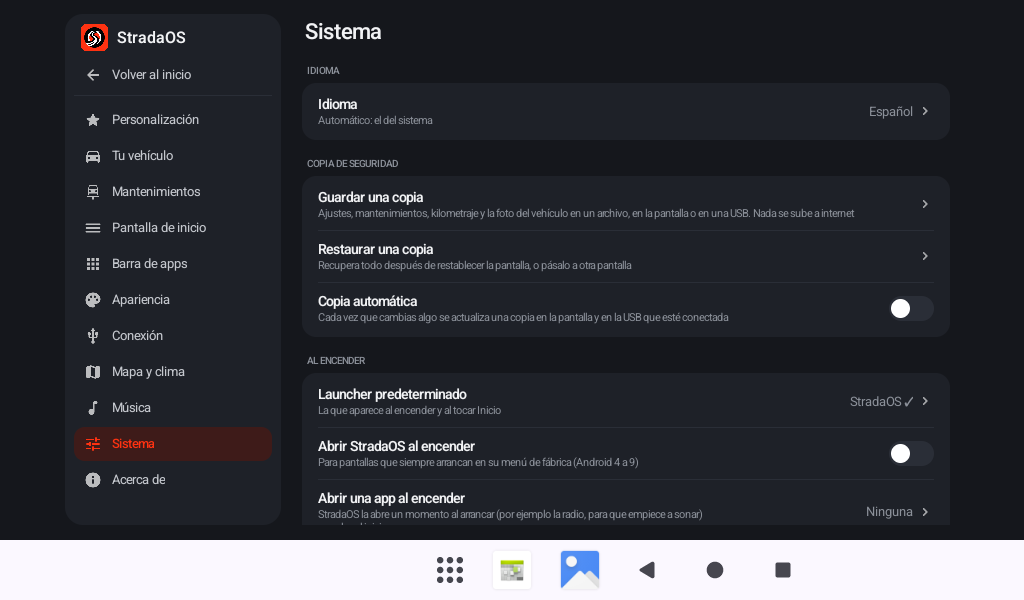 StradaOS
Volver al inicio
Personalización
Tu vehículo
Mantenimientos
Pantalla de inicio
Barra de apps
Apariencia
Conexión
Mapa y clima
Música
Sistema
Acerca de
Sistema
IDIOMA
Idioma
Automático: el del sistema
Español
COPIA DE SEGURIDAD
Guardar una copia
Ajustes, mantenimientos, kilometraje y la foto del vehículo en un archivo, en la pantalla o en una USB. Nada se sube a internet
Restaurar una copia
Recupera todo después de restablecer la pantalla, o pásalo a otra pantalla
Copia automática
Cada vez que cambias algo se actualiza una copia en la pantalla y en la USB que esté conectada
AL ENCENDER
Launcher predeterminado
La que aparece al encender y al tocar Inicio
StradaOS ✓
Abrir StradaOS al encender
Para pantallas que siempre arrancan en su menú de fábrica (Android 4 a 9)
Abrir una app al encender
StradaOS la abre un momento al arrancar (por ejemplo la radio, para que empiece a sonar)
Ninguna